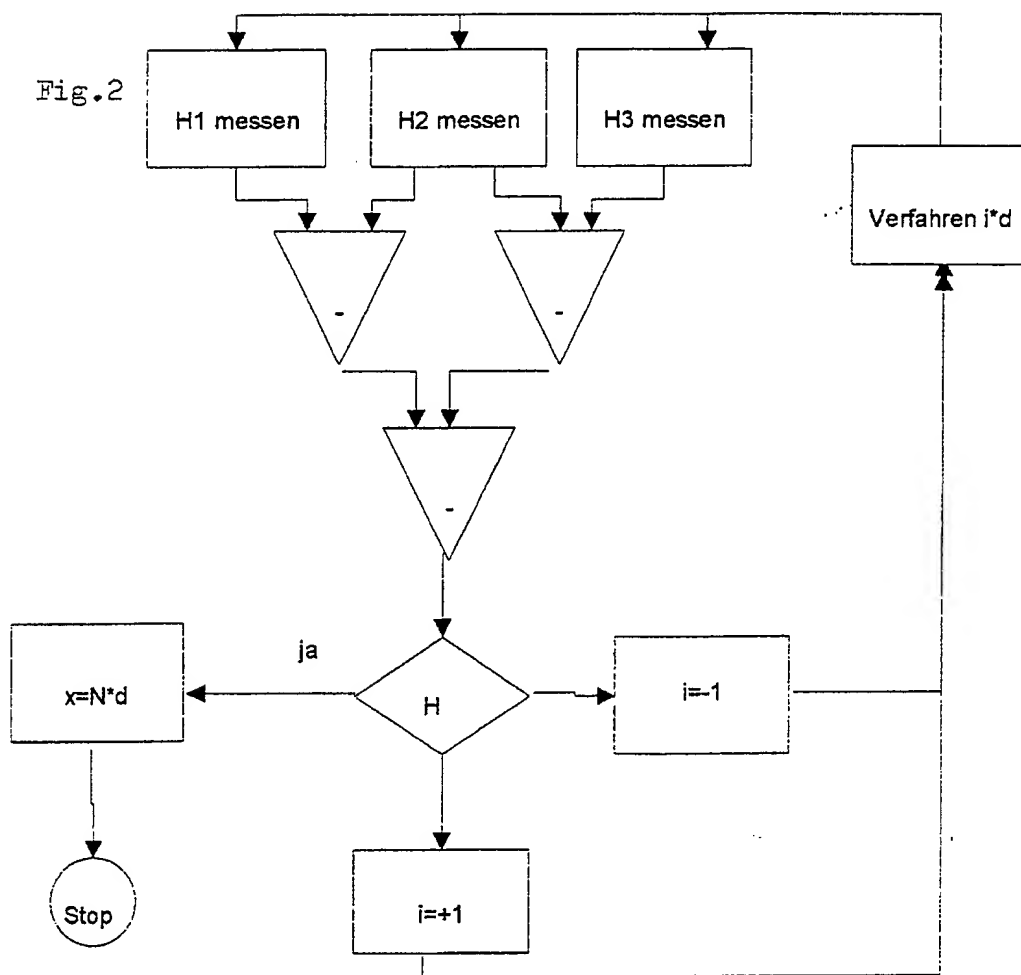 Fig.2
H1 messen
H2 messen
H3 messen
Verfahren i*d
-
-
-
ja
x=N*d
H
i=-1
Stop
i=+1